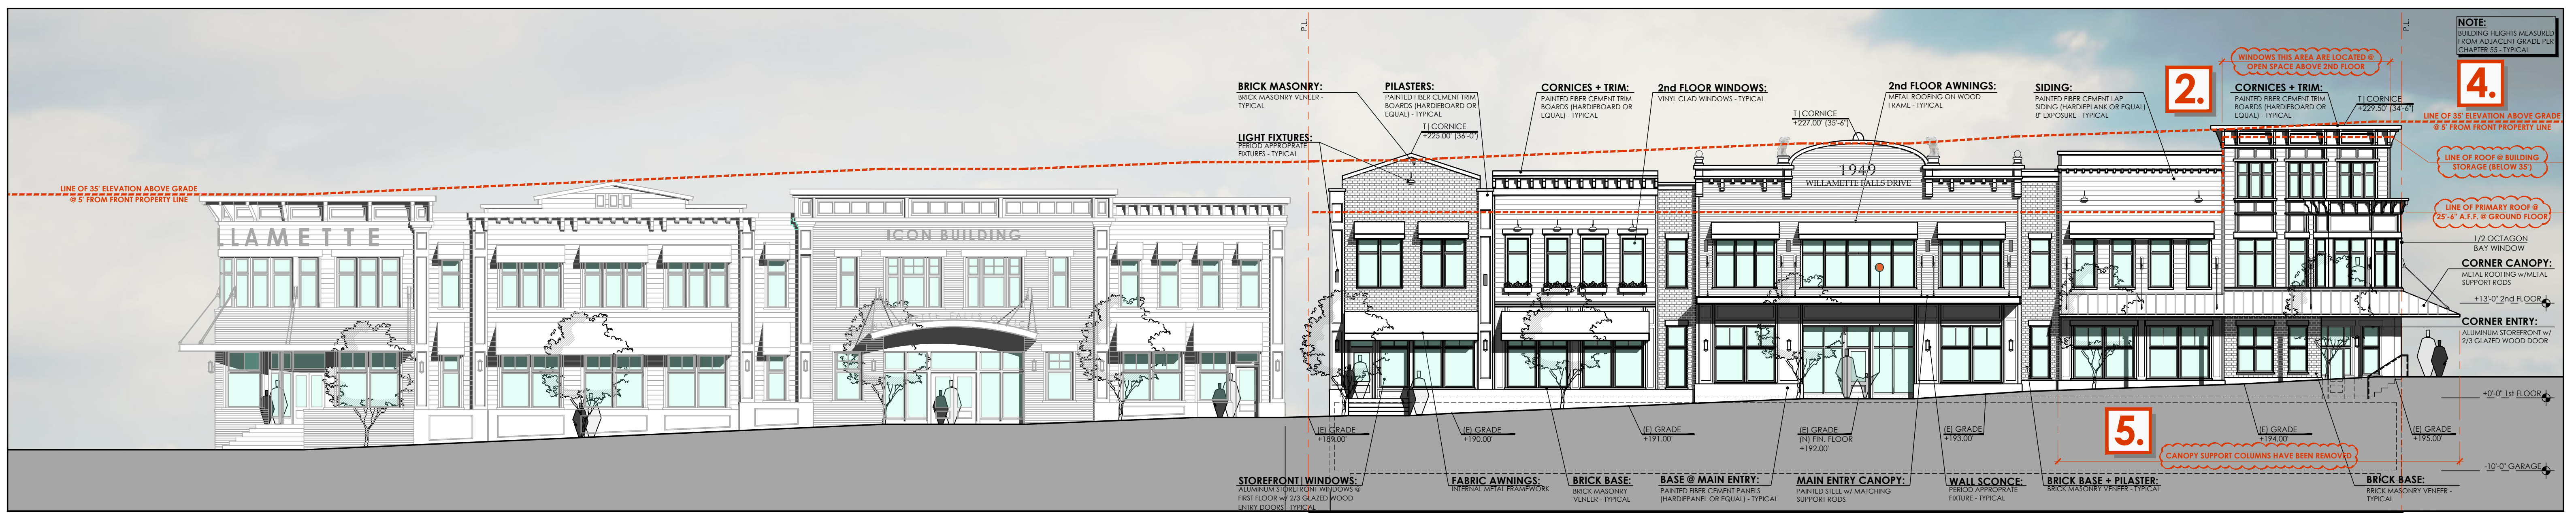 P.L.
P.L.
NOTE:
BUILDING HEIGHTS MEASURED
FROM ADJACENT GRADE PER
CHAPTER 55 - TYPICAL
WINDOWS THIS AREA ARE LOCATED @
OPEN SPACE ABOVE 2ND FLOOR
2.
4.
BRICK MASONRY:
BRICK MASONRY VENEER -
TYPICAL
PILASTERS:
PAINTED FIBER CEMENT TRIM
BOARDS (HARDIEBOARD OR
EQUAL) - TYPICAL
CORNICES + TRIM:
PAINTED FIBER CEMENT TRIM
BOARDS (HARDIEBOARD OR
EQUAL) - TYPICAL
2nd FLOOR WINDOWS:
VINYL CLAD WINDOWS - TYPICAL
2nd FLOOR AWNINGS:
METAL ROOFING ON WOOD
FRAME - TYPICAL
SIDING:
PAINTED FIBER CEMENT LAP
SIDING (HARDIEPLANK OR EQUAL)
8" EXPOSURE - TYPICAL
CORNICES + TRIM:
PAINTED FIBER CEMENT TRIM
BOARDS (HARDIEBOARD OR
EQUAL) - TYPICAL
T| CORNICE
+229.50' (34'-6")
LINE OF 35' ELEVATION ABOVE GRADE
@ 5' FROM FRONT PROPERTY LINE
T| CORNICE
+225.00' (36'-0")
T| CORNICE
+227.00' (35'-6")
LIGHT FIXTURES:
PERIOD APPROPRATE
FIXTURES - TYPICAL
LINE OF ROOF @ BUILDING
STORAGE (BELOW 35')
1949
WILLAMETTE FALLS DRIVE
LINE OF 35' ELEVATION ABOVE GRADE
@ 5' FROM FRONT PROPERTY LINE
LINE OF PRIMARY ROOF @
25'-6" A.F.F. @ GROUND FLOOR
LLAMETTE
ICON BUILDING
1/2 OCTAGON
BAY WINDOW
CORNER CANOPY:
METAL ROOFING w/METAL
SUPPORT RODS
+13'-0" 2nd FLOOR
CORNER ENTRY:
ALUMINUM STOREFRONT w/
2/3 GLAZED WOOD DOOR
+0'-0" 1st FLOOR
(E) GRADE
+189.00'
(E) GRADE
+190.00'
(E) GRADE
+191.00'
(E) GRADE
(N) FIN. FLOOR
+192.00'
(E) GRADE
+193.00'
5.
(E) GRADE
+194.00'
(E) GRADE
+195.00'
CANOPY SUPPORT COLUMNS HAVE BEEN REMOVED
-10'-0" GARAGE
STOREFRONT WINDOWS:
ALUMINUM STOREFRONT WINDOWS @
FIRST FLOOR w/ 2/3 GLAZED WOOD
ENTRY DOORS - TYPICAL
FABRIC AWNINGS:
INTERNAL METAL FRAMEWORK
BRICK BASE:
BRICK MASONRY
VENEER - TYPICAL
BASE @ MAIN ENTRY:
PAINTED FIBER CEMENT PANELS
(HARDIEPANEL OR EQUAL) - TYPICAL
MAIN ENTRY CANOPY:
PAINTED STEEL w/ MATCHING
SUPPORT RODS
WALL SCONCE:
PERIOD APPROPRATE
FIXTURE - TYPICAL
BRICK BASE + PILASTER:
BRICK MASONRY VENEER - TYPICAL
BRICK BASE:
BRICK MASONRY VENEER -
TYPICAL